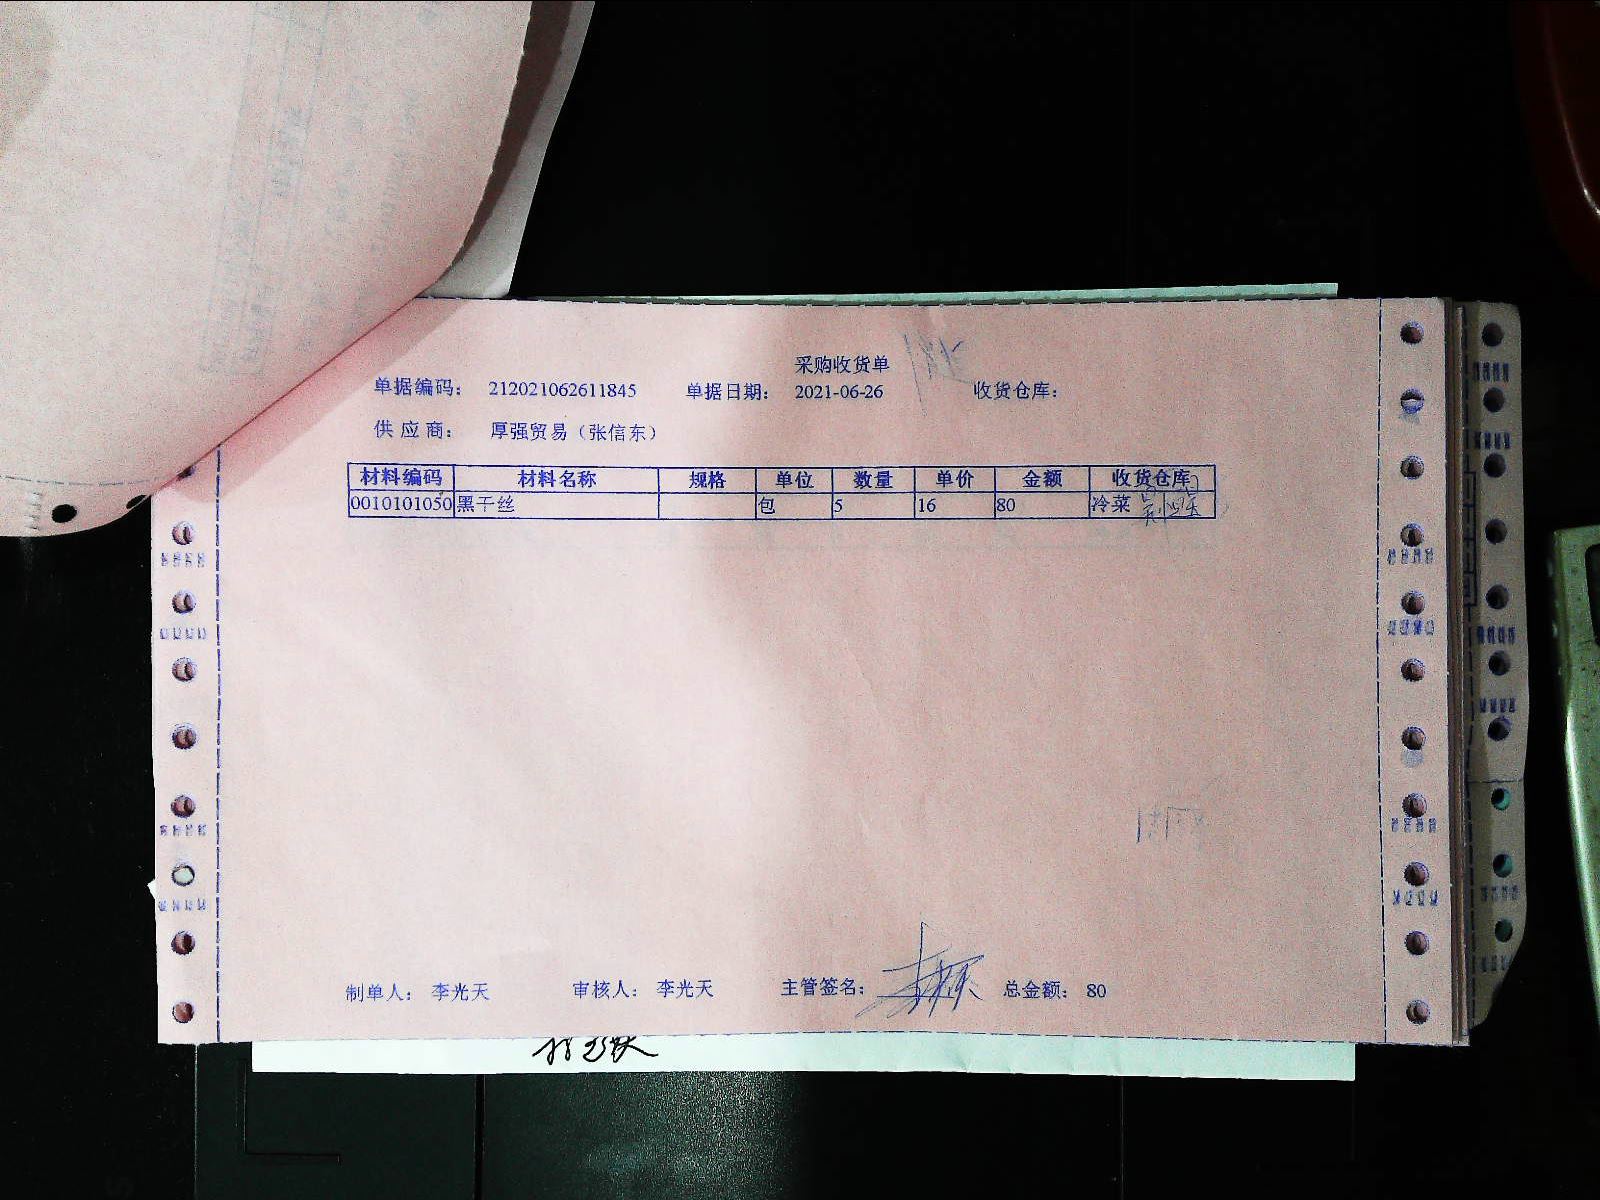 采购收货单
单据编码： 212021062611845 单据日期： 2021-06-26 收货仓库：
供应商： 厚强贸易（张信东）
材料编码 材料名称 规格 单位 数量 单价 金额 收货仓库
0010101050 黑干丝 包 5 16 80 冷菜
制单人： 李光天 审核人： 李光天 主管签名： 总金额： 80